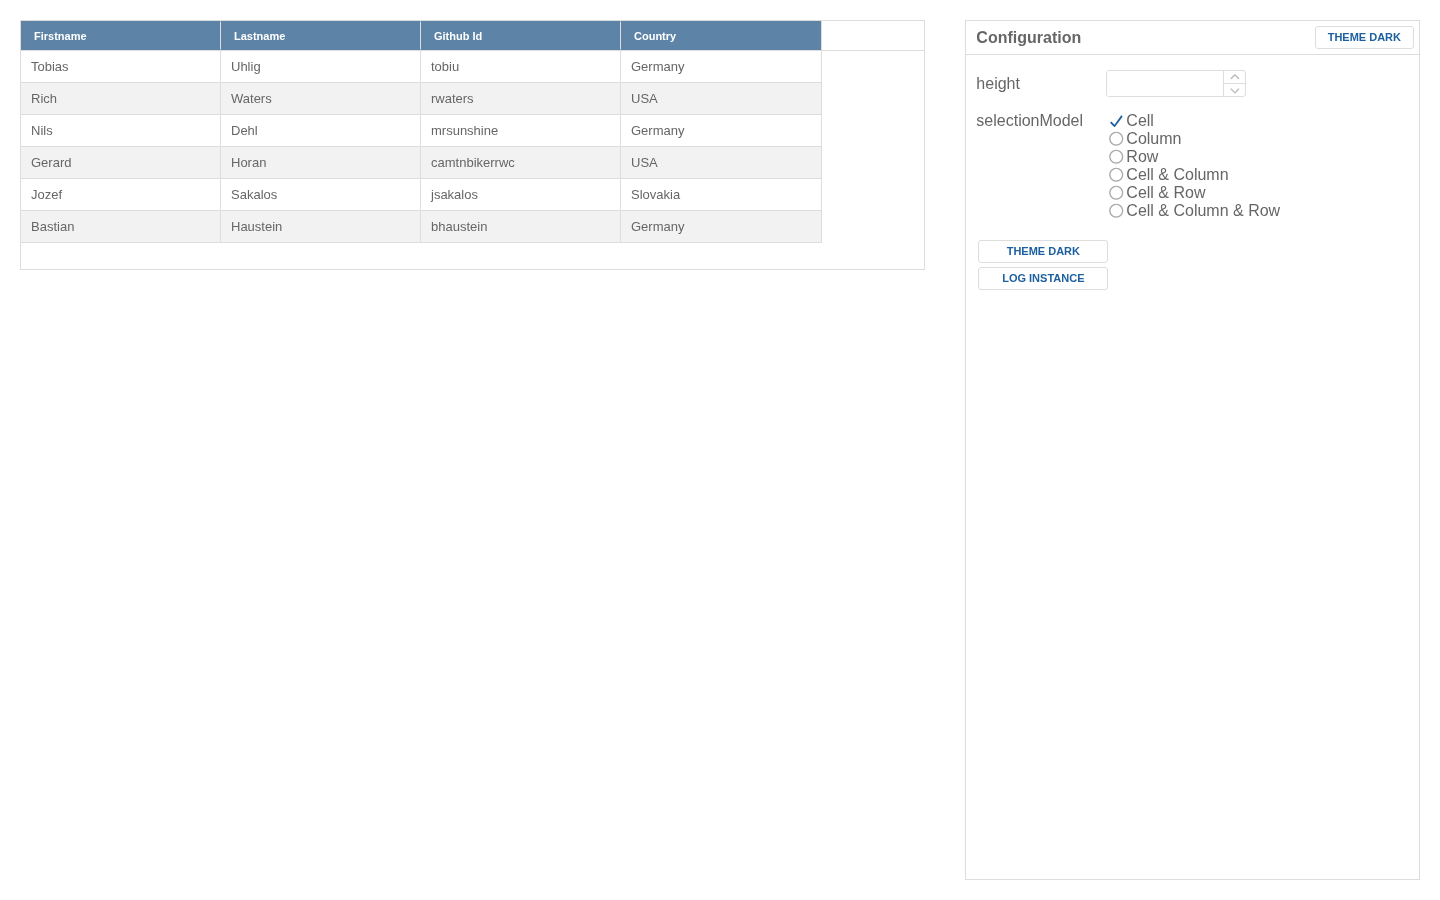 Firstname Lastname Github Id Country
Tobias Uhlig tobiu Germany
Rich Waters rwaters USA
Nils Dehl mrsunshine Germany
Gerard Horan camtnbikerrwc USA
Jozef Sakalos jsakalos Slovakia
Bastian Haustein bhaustein Germany
Configuration THEME DARK
height
selectionModel Cell
Column
Row
Cell & Column
Cell & Row
Cell & Column & Row
THEME DARK
LOG INSTANCE